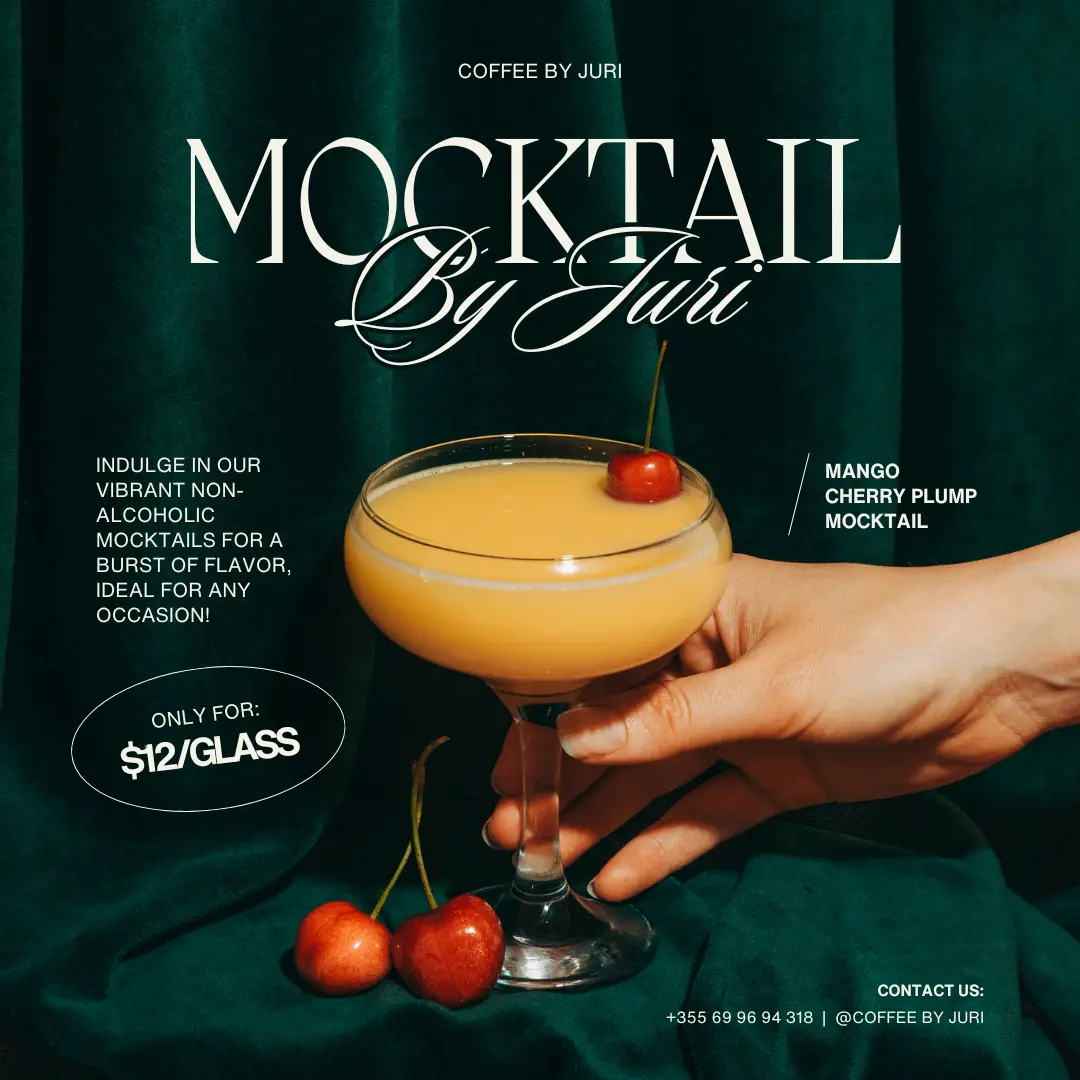 COFFEE BY JURI
MOCKTAIL
By Juri
INDULGE IN OUR
VIBRANT NON-
ALCOHOLIC
MOCKTAILS FOR A
BURST OF FLAVOR,
IDEAL FOR ANY
OCCASION!
MANGO
CHERRY PLUMP
MOCKTAIL
ONLY FOR:
$12/GLASS
CONTACT US:
+355 69 96 94 318 | @COFFEE BY JURI